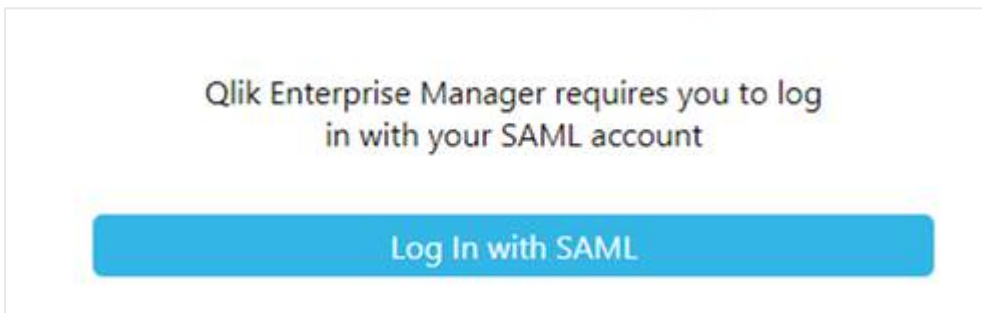 Qlik Enterprise Manager requires you to log
in with your SAML account
Log In with SAML